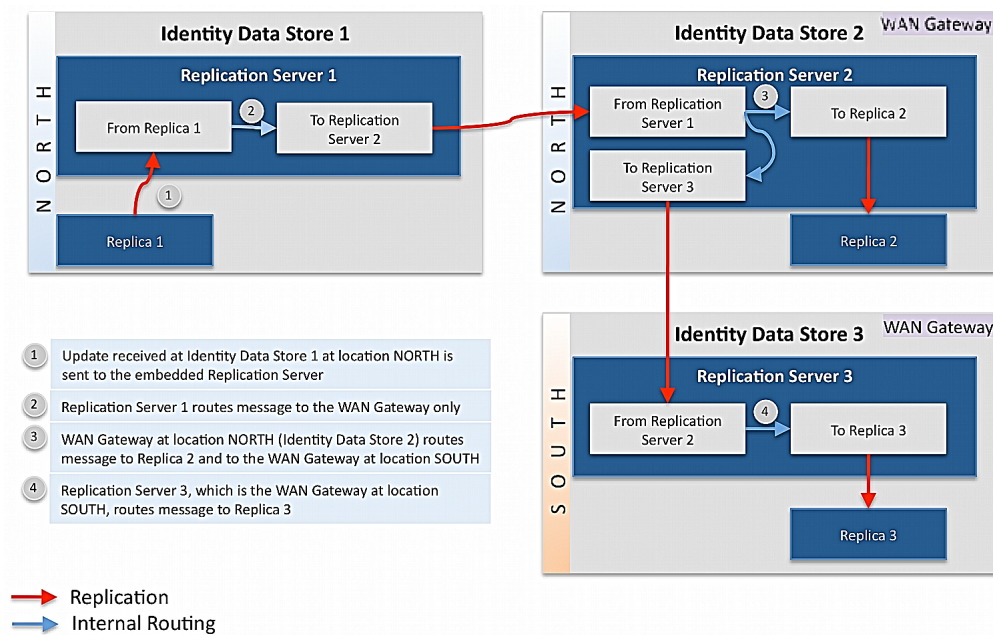 Identity Data Store 1
NORTH
Replication Server 1
From Replica 1
2
To Replication
Server 2
1
Replica 1
Identity Data Store 2
WAN Gateway
NORTH
Replication Server 2
From Replication
Server 1
3
To Replica 2
To Replication
Server 3
Replica 2
Identity Data Store 3
WAN Gateway
SOUTH
Replication Server 3
From Replication
Server 2
4
To Replica 3
Replica 3
1 Update received at Identity Data Store 1 at location NORTH is
sent to the embedded Replication Server
2 Replication Server 1 routes message to the WAN Gateway only
3 WAN Gateway at location NORTH (Identity Data Store 2) routes
message to Replica 2 and to the WAN Gateway at location SOUTH
4 Replication Server 3, which is the WAN Gateway at location
SOUTH, routes message to Replica 3
Replication
Internal Routing